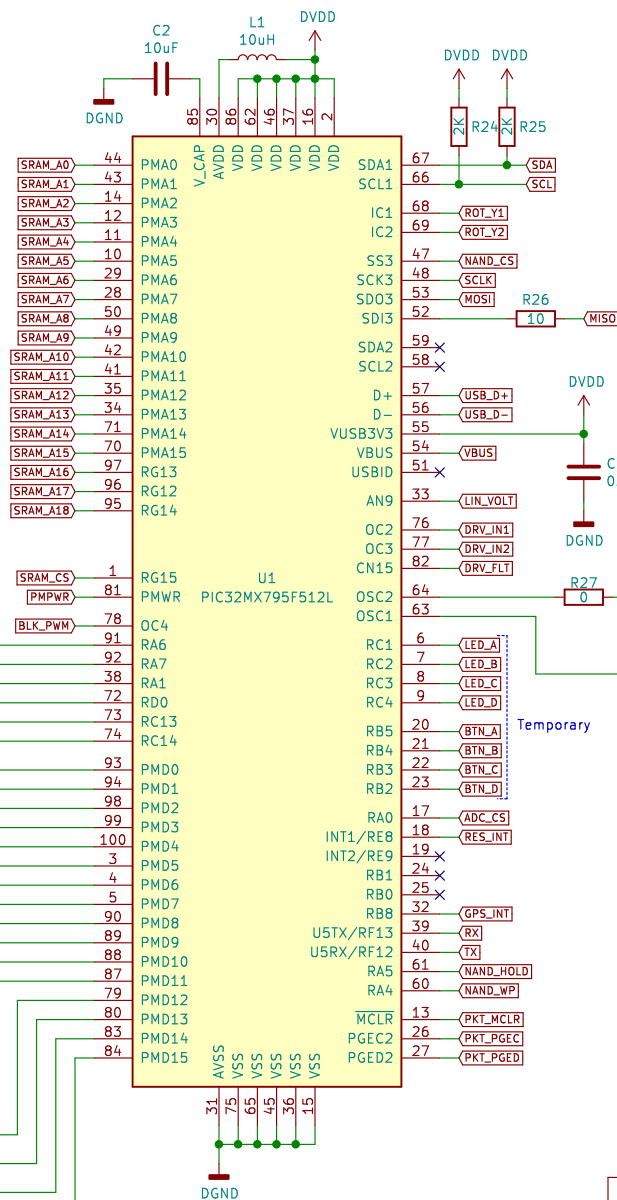 C2
10uF
L1
10uH
DVDD
DGND
85
30
86
62
46
37
16
2
V_CAP
AVDD
VDD
VDD
VDD
VDD
VDD
VDD
DVDD DVDD
2K R24 2K R25
SRAM_A0 44 PMA0
SRAM_A1 43 PMA1
SRAM_A2 14 PMA2
SRAM_A3 12 PMA3
SRAM_A4 11 PMA4
SRAM_A5 10 PMA5
SRAM_A6 29 PMA6
SRAM_A7 28 PMA7
SRAM_A8 50 PMA8
SRAM_A9 49 PMA9
SRAM_A10 42 PMA10
SRAM_A11 41 PMA11
SRAM_A12 35 PMA12
SRAM_A13 34 PMA13
SRAM_A14 71 PMA14
SRAM_A15 70 PMA15
SRAM_A16 97 RG13
SRAM_A17 96 RG12
SRAM_A18 95 RG14
SRAM_CS 1 RG15
PMPWR 81 PMWR
BLK_PWM 78 OC4
91 RA6
92 RA7
38 RA1
72 RD0
73 RC13
74 RC14
93 PMD0
94 PMD1
98 PMD2
99 PMD3
100 PMD4
3 PMD5
4 PMD6
5 PMD7
90 PMD8
89 PMD9
88 PMD10
87 PMD11
79 PMD12
80 PMD13
83 PMD14
84 PMD15
U1
PIC32MX795F512L
SDA1 67 SDA
SCL1 66 SCL
IC1 68 ROT_Y1
IC2 69 ROT_Y2
SS3 47 NAND_CS
SCK3 48 SCLK
SDO3 53 MOSI
SDI3 52
R26
10
MISO
SDA2 59
SCL2 58
D+ 57 USB_D+
D- 56 USB_D-
VUSB3V3 55
VBUS 54 VBUS
USBID 51
DVDD
C
0
DGND
AN9 33 LIN_VOLT
OC2 76 DRV_IN1
OC3 77 DRV_IN2
CN15 82 DRV_FLT
OSC2 64
R27
0
OSC1 63
RC1 6 LED_A
RC2 7 LED_B
RC3 8 LED_C
RC4 9 LED_D
RB5 20 BTN_A
RB4 21 BTN_B
RB3 22 BTN_C
RB2 23 BTN_D
Temporary
RA0 17 ADC_CS
INT1/RE8 18 RES_INT
INT2/RE9 19
RB1 24
RB0 25
RB8 32 GPS_INT
U5TX/RF13 39 RX
U5RX/RF12 40 TX
RA5 61 NAND_HOLD
RA4 60 NAND_WP
MCLR 13 PKT_MCLR
PGEC2 26 PKT_PGEC
PGED2 27 PKT_PGED
AVSS
VSS
VSS
VSS
VSS
VSS
31
75
65
45
36
15
DGND